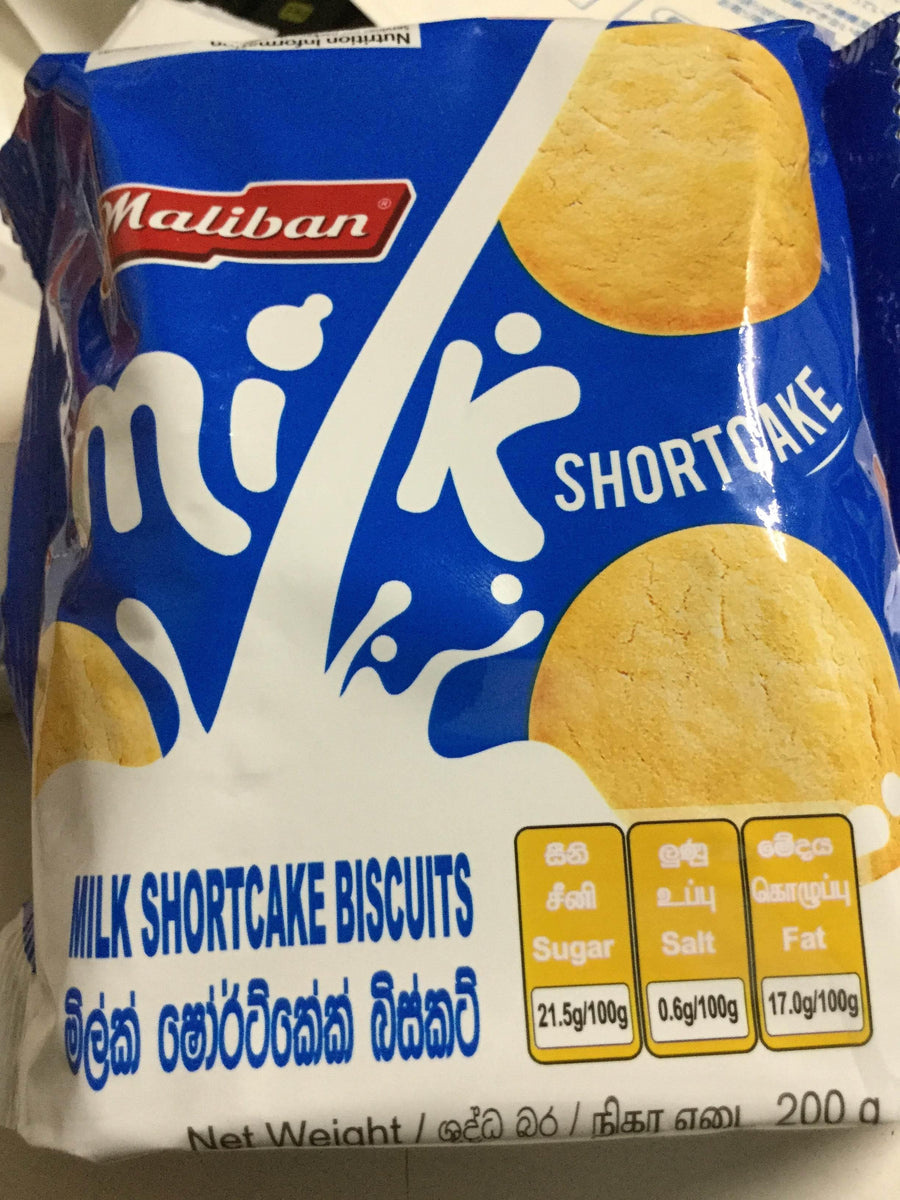 Nutrition Information
Maliban®
milk
SHORTCAKE
MILK SHORTCAKE BISCUITS
මිල්ක් ෂෝර්ට්කේක් බිස්කට්
සීනි
சீனி
Sugar
21.5g/100g
ලුණු
உப்பு
Salt
0.6g/100g
මේදය
கொழுப்பு
Fat
17.0g/100g
Net Weight / ශුද්ධ බර / நிகர எடை 200 g